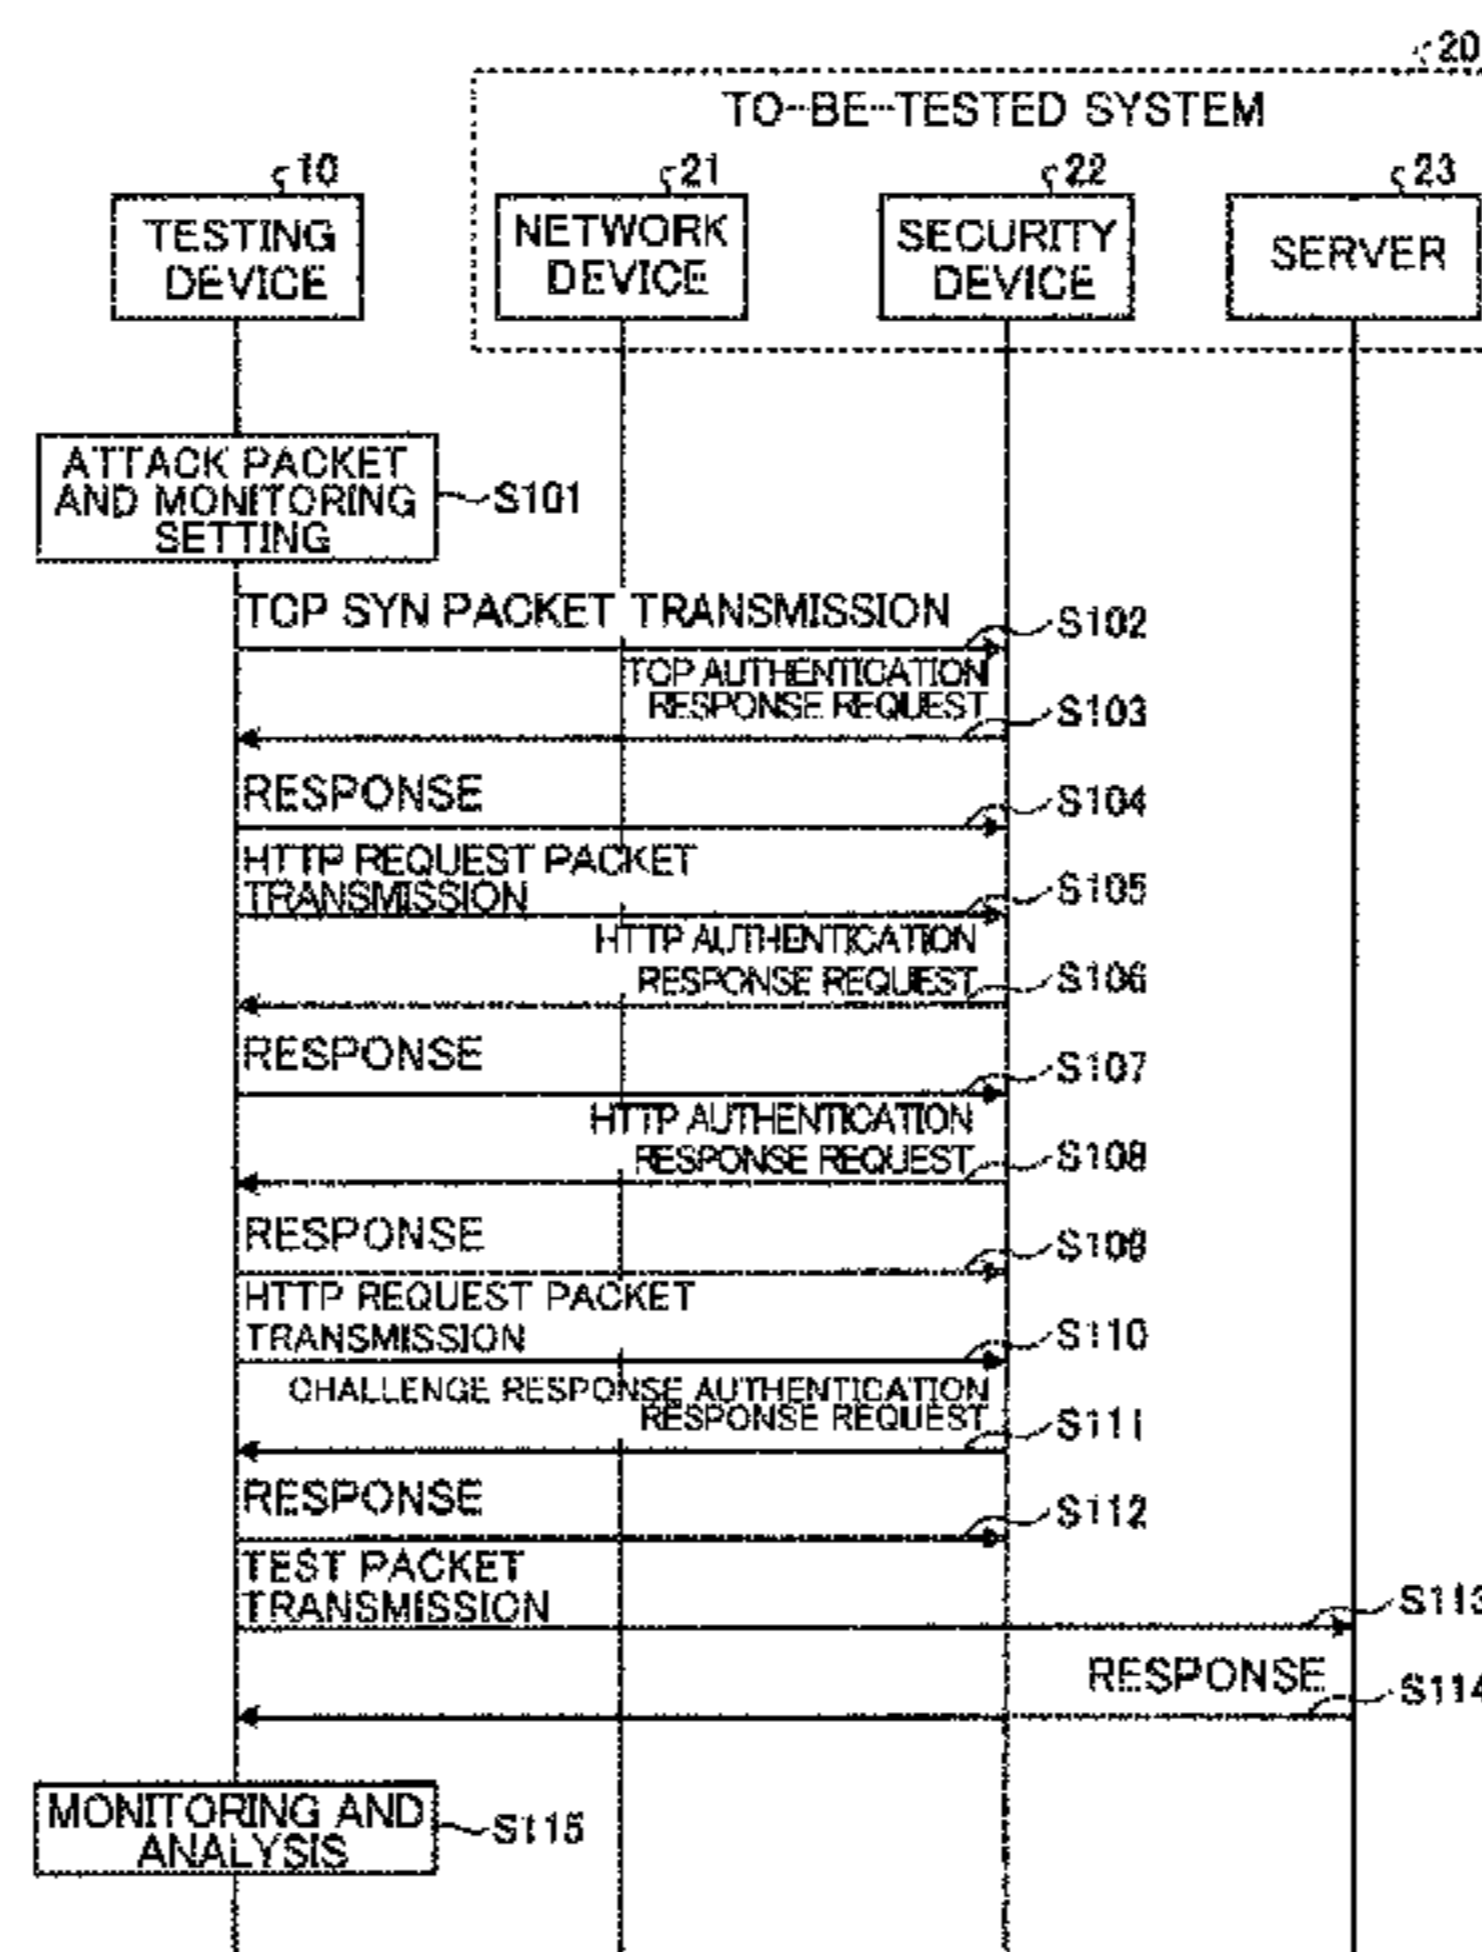 20
TO-BE-TESTED SYSTEM
10
21
22
23
TESTING
DEVICE
NETWORK
DEVICE
SECURITY
DEVICE
SERVER
ATTACK PACKET
AND MONITORING
SETTING
S101
TCP SYN PACKET TRANSMISSION
S102
TCP AUTHENTICATION
RESPONSE REQUEST
S103
RESPONSE
S104
HTTP REQUEST PACKET
TRANSMISSION
S105
HTTP AUTHENTICATION
RESPONSE REQUEST
S106
RESPONSE
S107
HTTP AUTHENTICATION
RESPONSE REQUEST
S108
RESPONSE
S109
HTTP REQUEST PACKET
TRANSMISSION
S110
CHALLENGE RESPONSE AUTHENTICATION
RESPONSE REQUEST
S111
RESPONSE
S112
TEST PACKET
TRANSMISSION
S113
RESPONSE
S114
MONITORING AND
ANALYSIS
S115